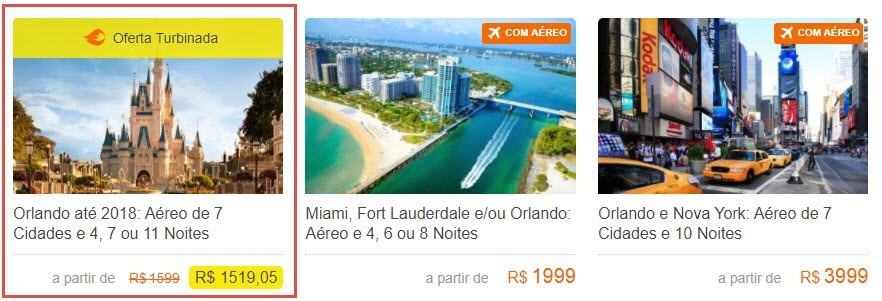 Oferta Turbinada
Orlando até 2018: Aéreo de 7
Cidades e 4, 7 ou 11 Noites
a partir de R$ 1599 R$ 1519,05
COM AÉREO
Miami, Fort Lauderdale e/ou Orlando:
Aéreo e 4, 6 ou 8 Noites
a partir de R$ 1999
COM AÉREO
Kodak
Orlando e Nova York: Aéreo de 7
Cidades e 10 Noites
a partir de R$ 3999